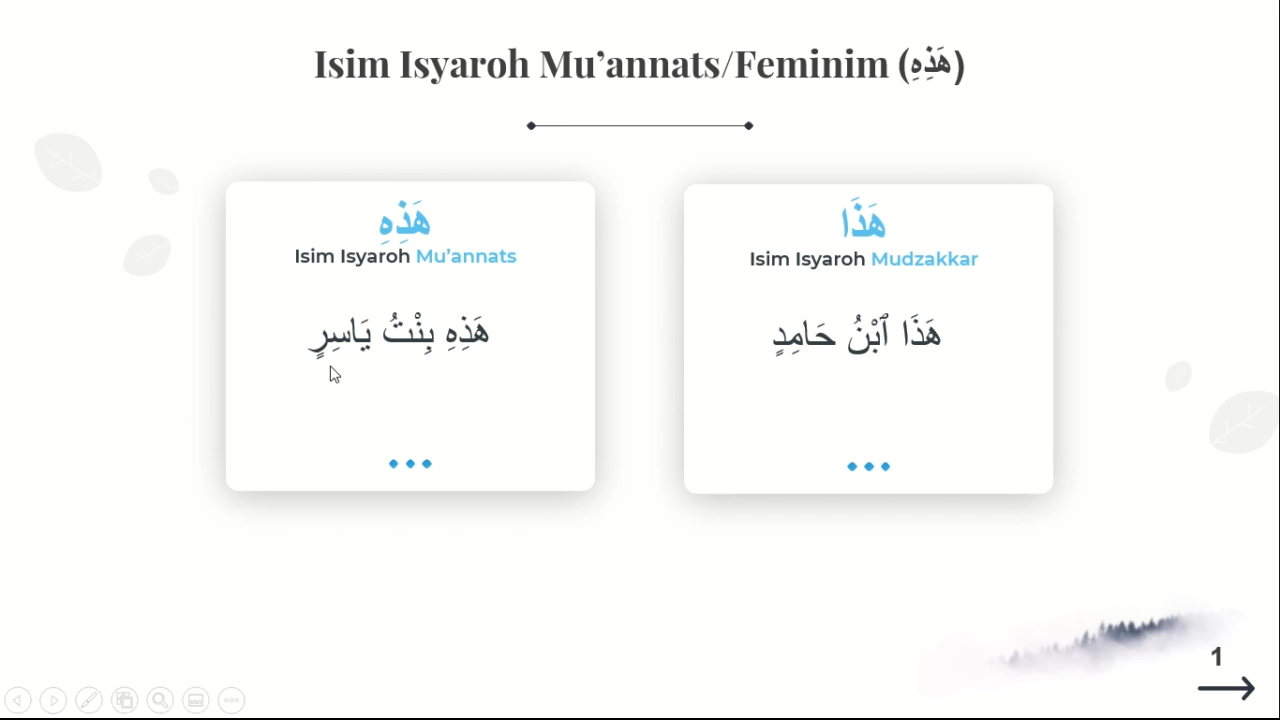 Isim Isyaroh Mu’annats/Feminim (هَذِهِ)
هَذِهِ
Isim Isyaroh Mu’annats
هَذِهِ بِنْتُ يَاسِرٍ
هَذَا
Isim Isyaroh Mudzakkar
هَذَا ٱبْنُ حَامِدٍ
1